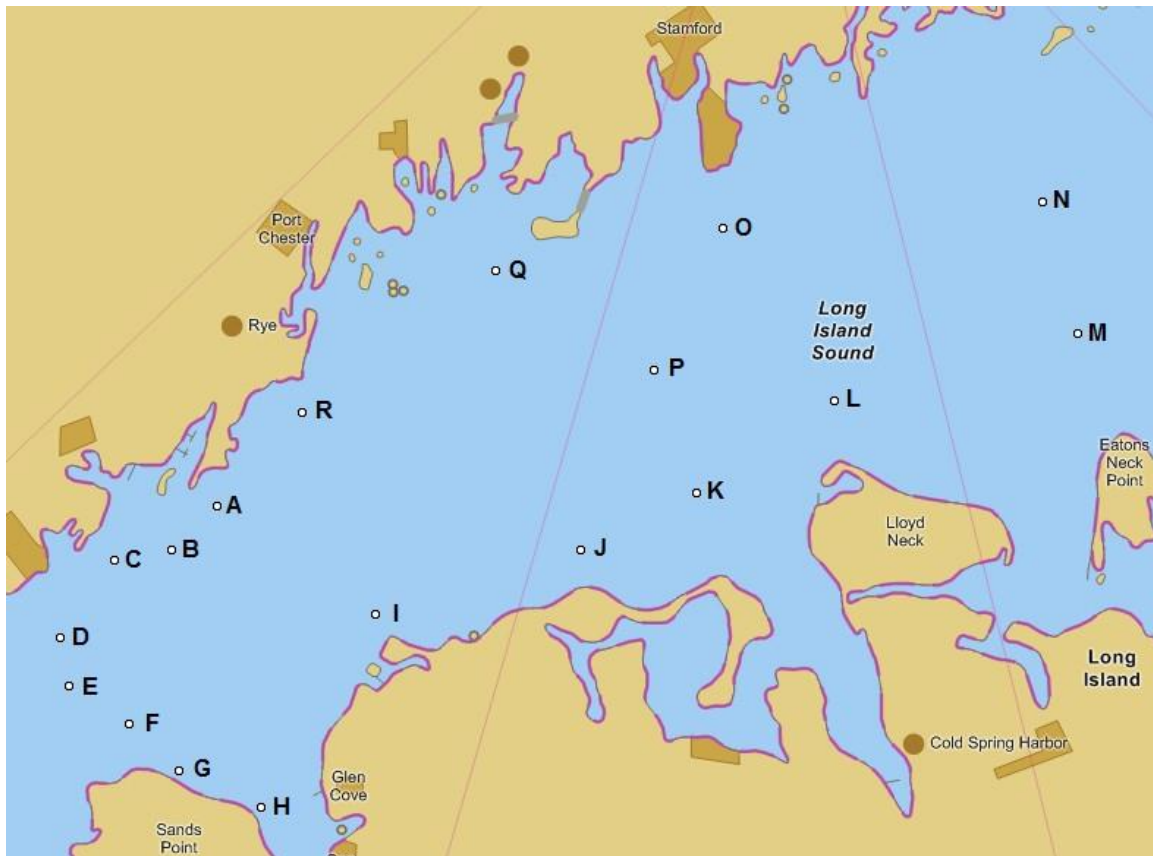 Stamford
Port
Chester
N
O
Q
Rye
Long
Island
Sound
M
P
L
R
Eatons
Neck
Point
K
A
Lloyd
Neck
B
J
C
I
D
Long
Island
E
F
Cold Spring Harbor
G
Glen
Cove
H
Sands
Point